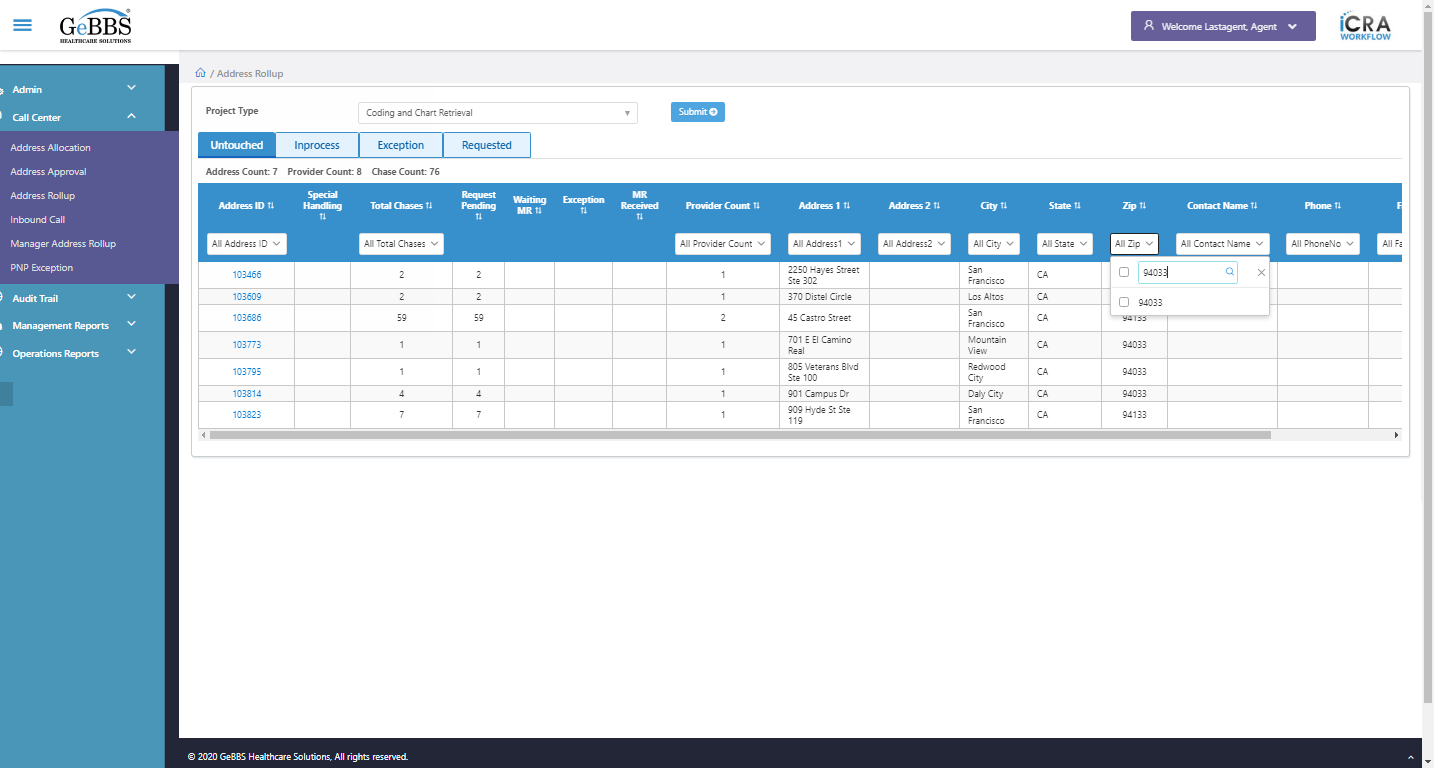 GeBBS
HEALTHCARE SOLUTIONS
Welcome Lastagent, Agent
iCRA
WORKFLOW
Admin
Call Center
Address Allocation
Address Approval
Address Rollup
Inbound Call
Manager Address Rollup
PNP Exception
Audit Trail
Management Reports
Operations Reports
/ Address Rollup
Project Type Coding and Chart Retrieval Submit
Untouched Inprocess Exception Requested
Address Count: 7 Provider Count: 8 Chase Count: 76
Address ID Special Handling Total Chases Request Pending Waiting MR Exception MR Received Provider Count Address 1 Address 2 City State Zip Contact Name Phone F
All Address ID All Total Chases All Provider Count All Address1 All Address2 All City All State All Zip All Contact Name All PhoneNo All Fa
94033
94033
103466 2 2 1 2250 Hayes Street Ste 302 San Francisco CA
103609 2 2 1 370 Distel Circle Los Altos CA
103686 59 59 2 45 Castro Street San Francisco CA 94133
103773 1 1 1 701 E El Camino Real Mountain View CA 94033
103795 1 1 1 805 Veterans Blvd Ste 100 Redwood City CA 94033
103814 4 4 1 901 Campus Dr Daly City CA 94033
103823 7 7 1 909 Hyde St Ste 119 San Francisco CA 94133
© 2020 GeBBS Healthcare Solutions, All rights reserved.